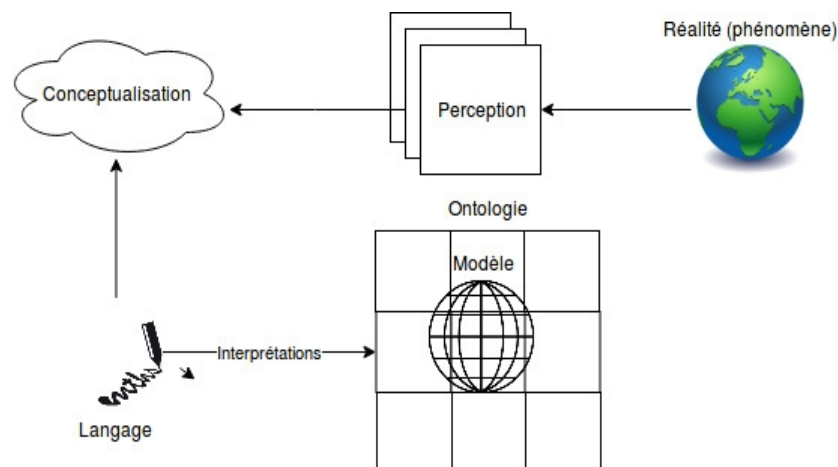 Réalité (phénomène)
Conceptualisation
Perception
Ontologie
Modèle
Interprétations
Langage